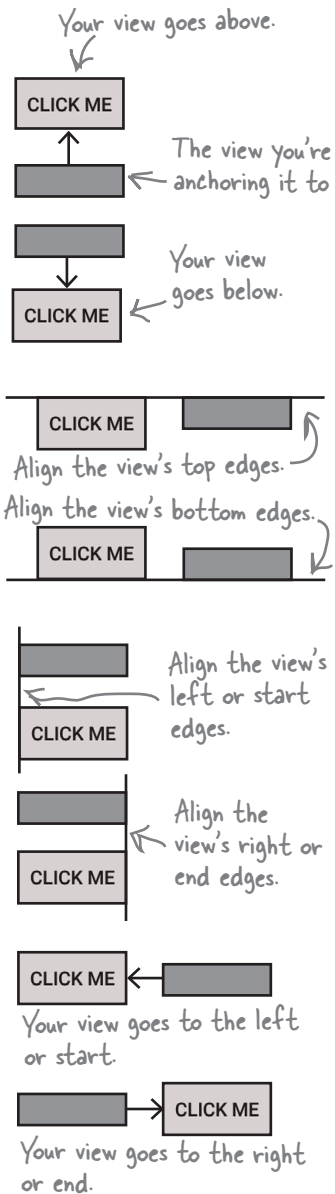 Your view goes above.
CLICK ME
The view you're
anchoring it to
Your view
goes below.
CLICK ME
CLICK ME
Align the view's top edges.
Align the view's bottom edges.
CLICK ME
Align the view's
left or start
edges.
CLICK ME
Align the
view's right or
end edges.
CLICK ME
CLICK ME
Your view goes to the left
or start.
CLICK ME
Your view goes to the right
or end.